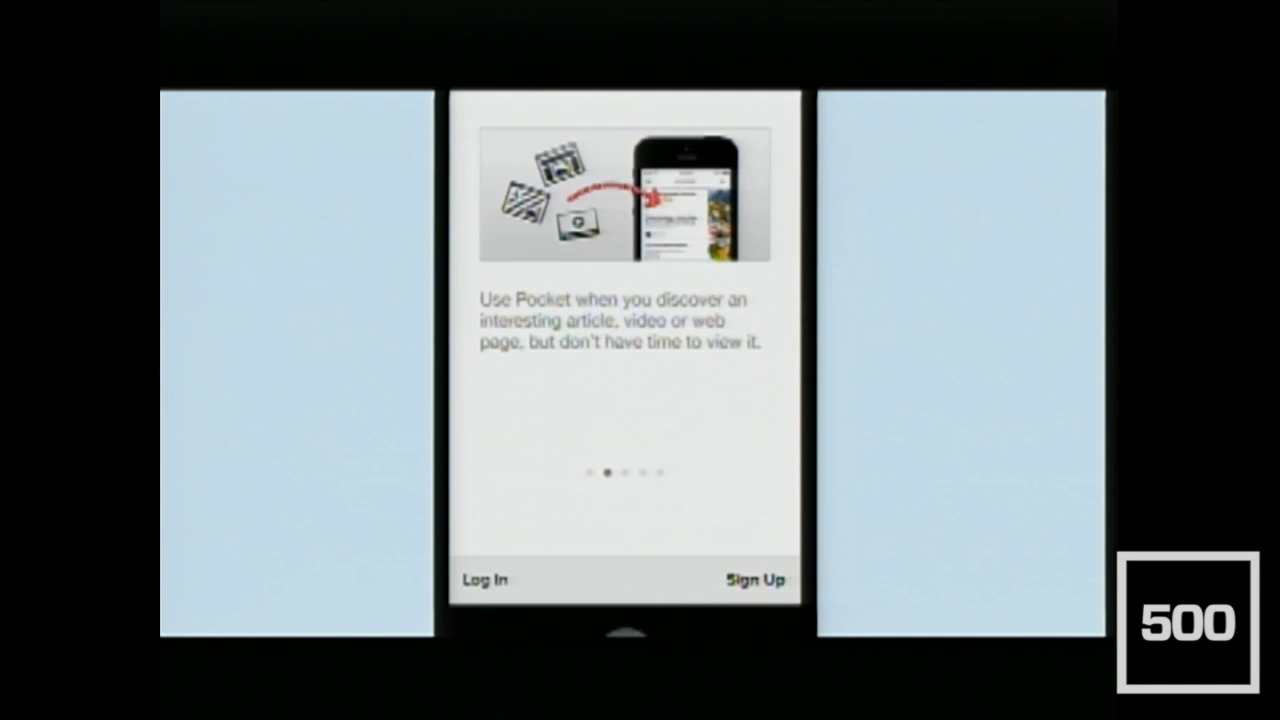 Use Pocket when you discover an
interesting article, video or web
page, but don't have time to view it.
Log In
Sign Up
500